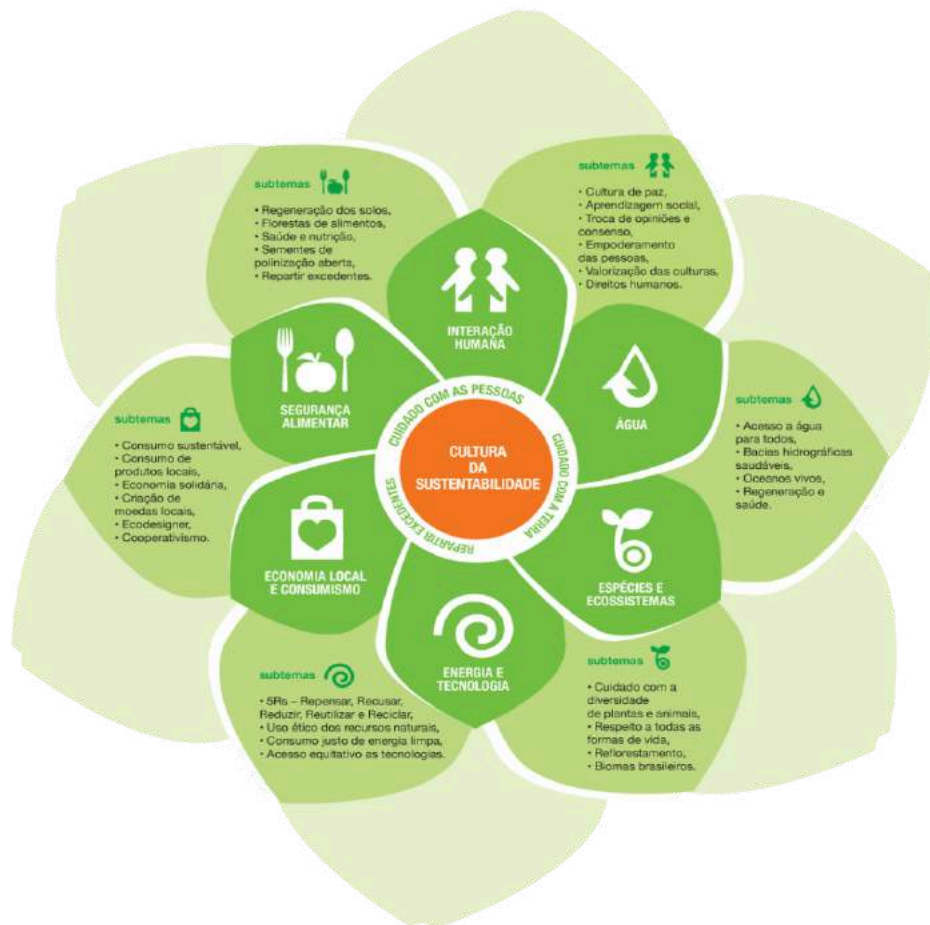 subtemas
• Regeneração dos solos,
• Florestas de alimentos,
• Saúde e nutrição,
• Sementes de
polinização aberta,
• Repartir excedentes.
subtemas
• Cultura de paz,
• Aprendizagem social,
• Troca de opiniões e
consenso,
• Empoderamento
das pessoas,
• Valorização das culturas,
• Direitos humanos.
INTERAÇÃO
HUMANA
SEGURANÇA
ALIMENTAR
ÁGUA
CUIDADO COM AS PESSOAS
CUIDADO COM A TERRA
REPARTIR EXCEDENTES
CULTURA
DA
SUSTENTABILIDADE
subtemas
• Consumo sustentável,
• Consumo de
produtos locais,
• Economia solidária,
• Criação de
moedas locais,
• Ecodesigner,
• Cooperativismo.
subtemas
• Acesso a água
para todos,
• Bacias hidrográficas
saudáveis,
• Oceanos vivos,
• Regeneração e
saúde.
ECONOMIA LOCAL
E CONSUMISMO
ESPÉCIES E
ECOSSISTEMAS
ENERGIA E
TECNOLOGIA
subtemas
• 5Rs – Repensar, Recusar,
Reduzir, Reutilizar e Reciclar,
• Uso ético dos recursos naturais,
• Consumo justo de energia limpa,
• Acesso equitativo as tecnologias.
subtemas
• Cuidado com a
diversidade
de plantas e animais,
• Respeito a todas as
formas de vida,
• Reflorestamento,
• Biomas brasileiros.